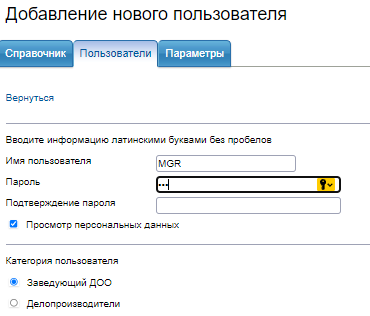 Добавление нового пользователя
Справочник Пользователи Параметры
Вернуться
Вводите информацию латинскими буквами без пробелов
Имя пользователя MGR
Пароль •••
Подтверждение пароля
Просмотр персональных данных
Категория пользователя
Заведующий ДОО
Делопроизводители